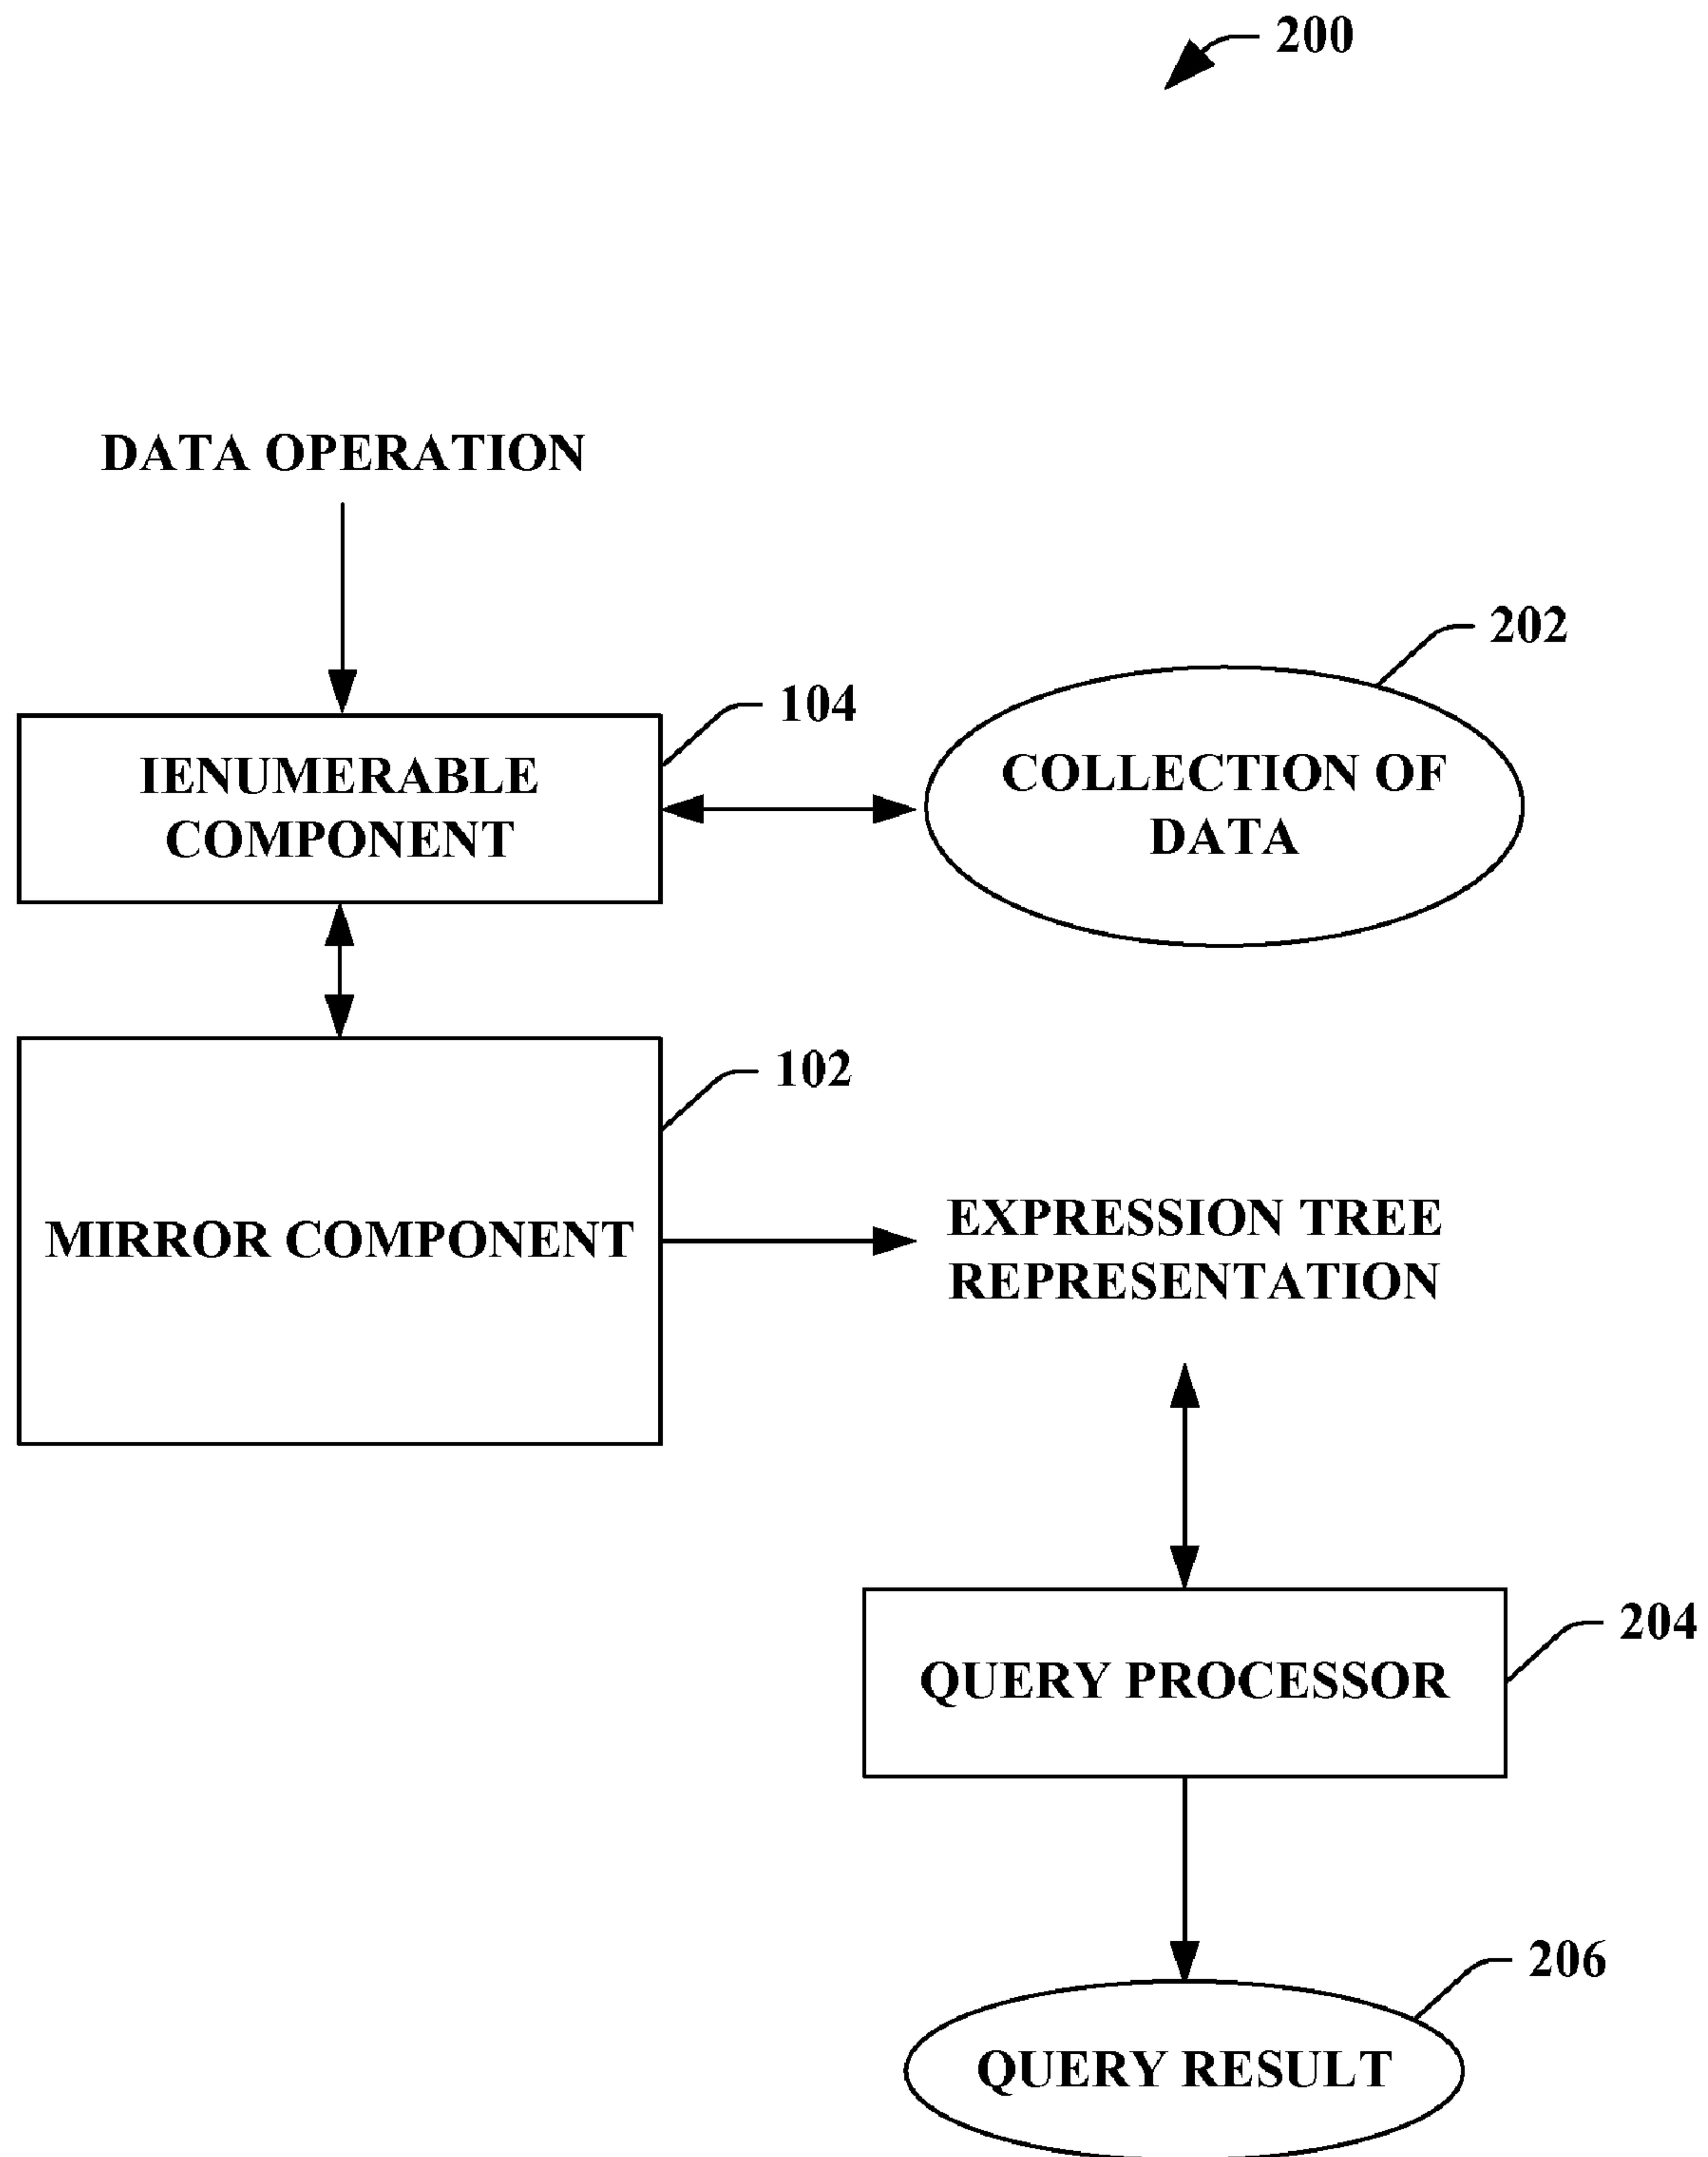 200
DATA OPERATION
202
104
IENUMERABLE
COMPONENT
COLLECTION OF
DATA
102
MIRROR COMPONENT
EXPRESSION TREE
REPRESENTATION
204
QUERY PROCESSOR
206
QUERY RESULT